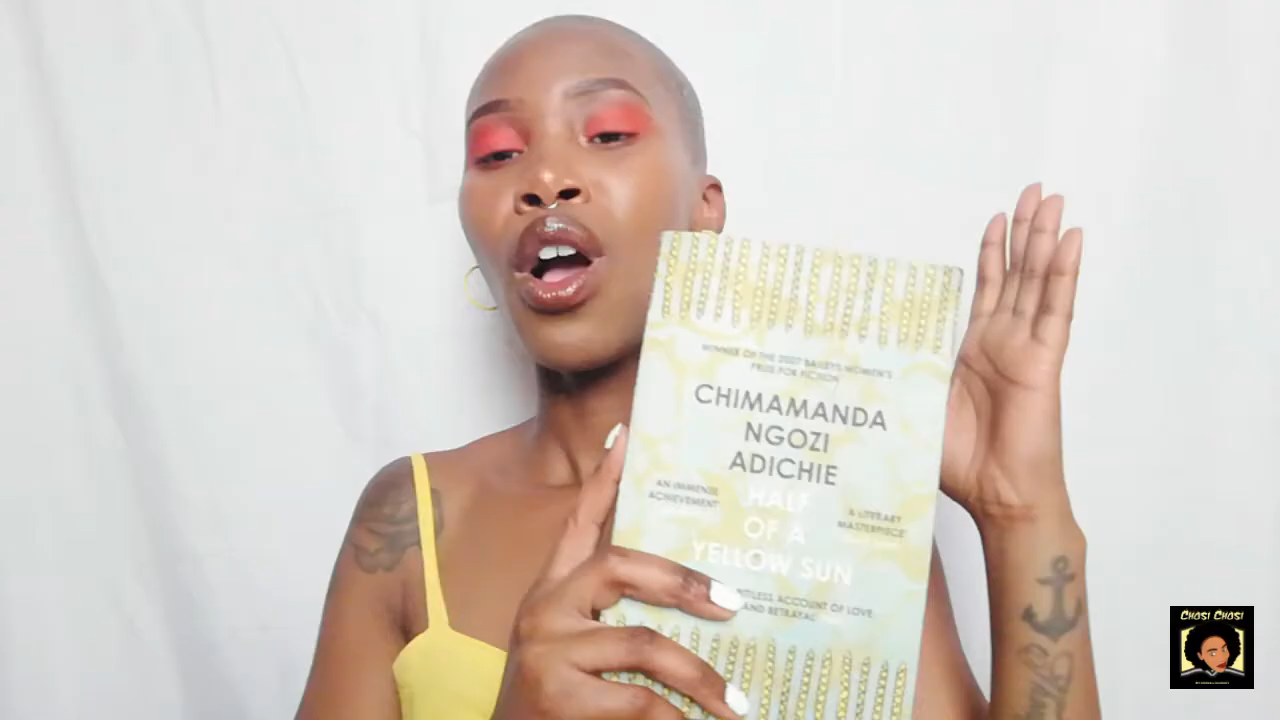 WINNER OF THE 2007 BAILEYS WOMEN'S
PRIZE FOR FICTION
CHIMAMANDA
NGOZI
ADICHIE
HALF
OF A
YELLOW SUN
AN IMMENSE
ACHIEVEMENT
A LITERARY
MASTERPIECE
ACCOUNT OF LOVE
AND BETRAYAL
CHOSI CHOSI